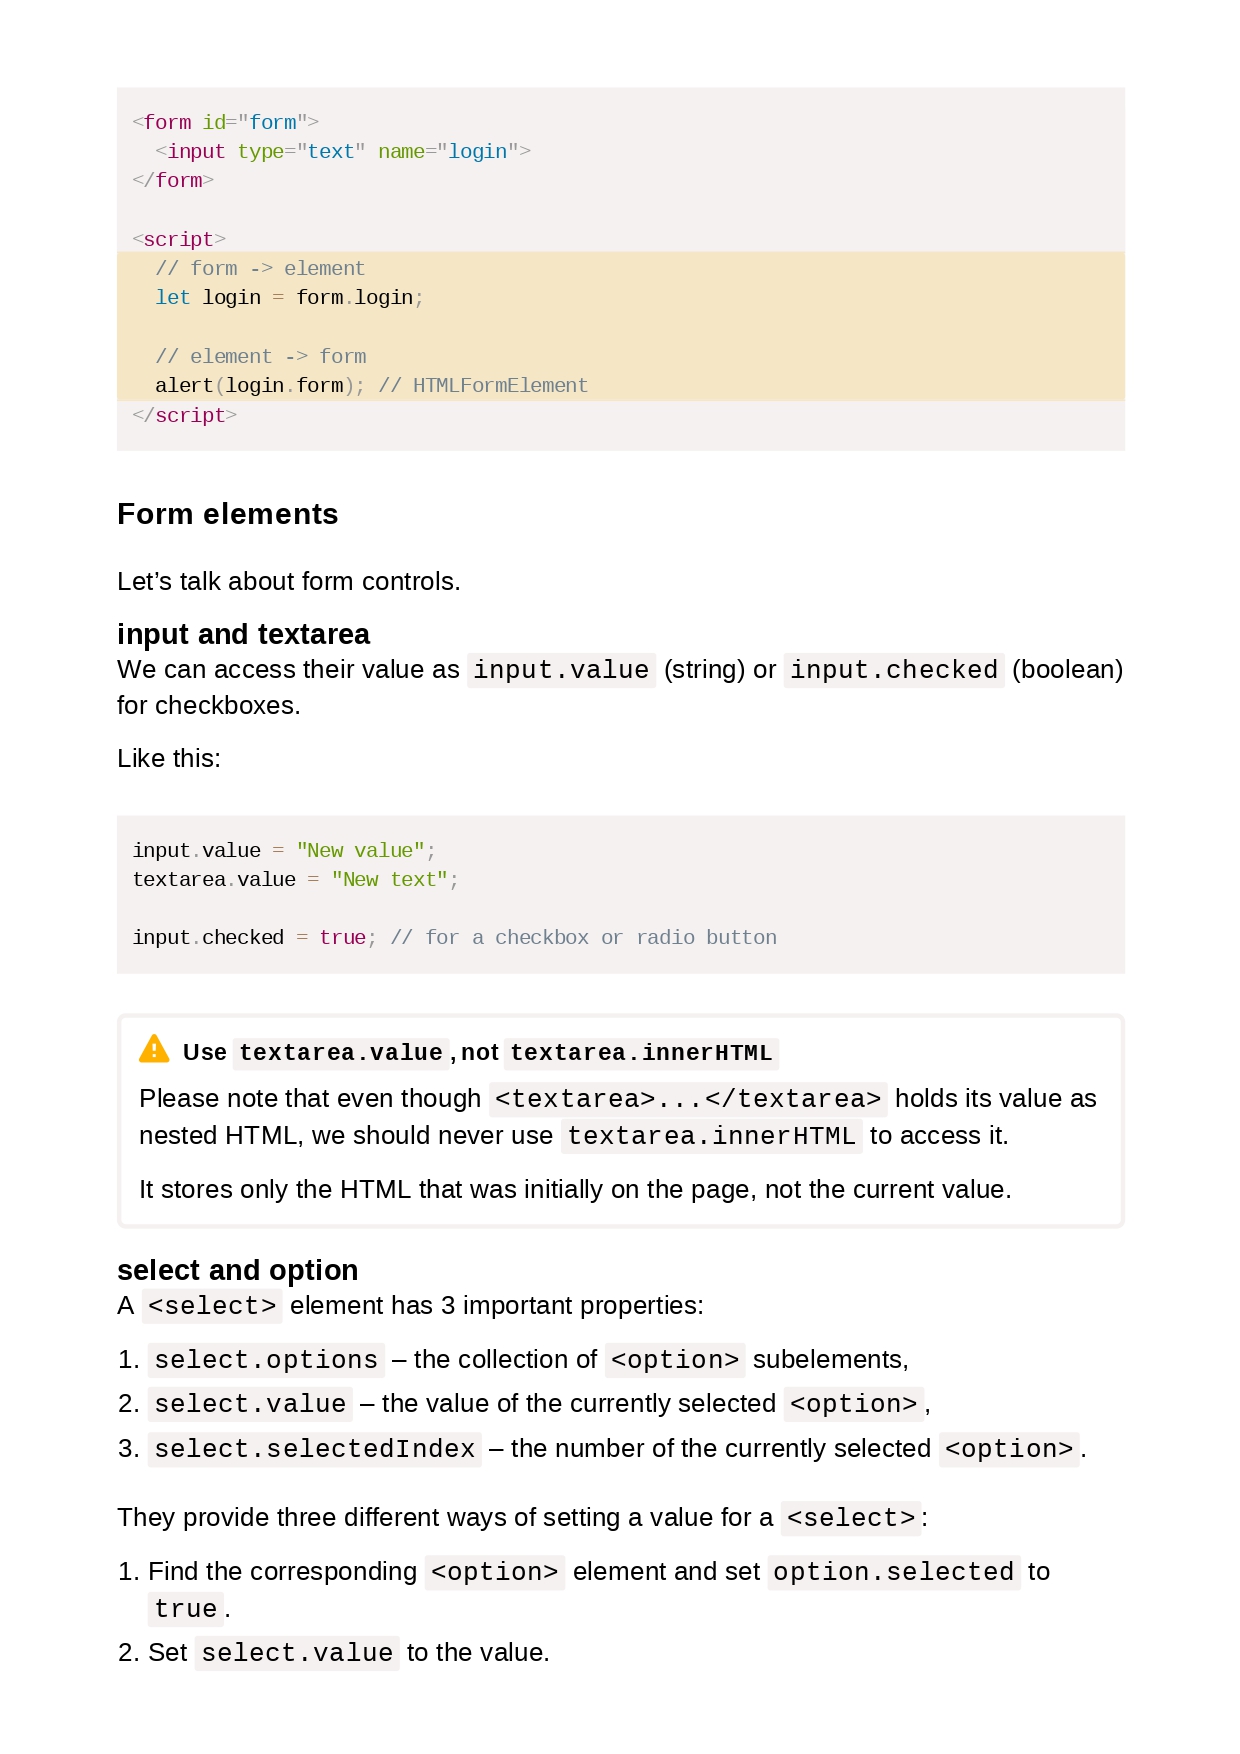 <form id="form">
  <input type="text" name="login">
</form>

<script>
  // form -> element
  let login = form.login;

  // element -> form
  alert(login.form); // HTMLFormElement
</script>

Form elements
Let’s talk about form controls.
input and textarea
We can access their value as input.value (string) or input.checked (boolean)
for checkboxes.
Like this:

input.value = "New value";
textarea.value = "New text";

input.checked = true; // for a checkbox or radio button

Use textarea.value, not textarea.innerHTML
Please note that even though <textarea>...</textarea> holds its value as
nested HTML, we should never use textarea.innerHTML to access it.
It stores only the HTML that was initially on the page, not the current value.
select and option
A <select> element has 3 important properties:
1. select.options – the collection of <option> subelements,
2. select.value – the value of the currently selected <option>,
3. select.selectedIndex – the number of the currently selected <option>.
They provide three different ways of setting a value for a <select>:
1. Find the corresponding <option> element and set option.selected to
true.
2. Set select.value to the value.